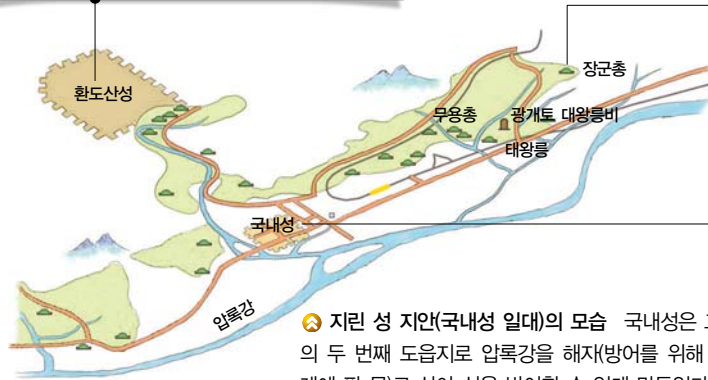 환도산성
장군총
무용총
광개토 대왕릉비
태왕릉
국내성
압록강
지린 성 지안(국내성 일대)의 모습 국내성은
의 두 번째 도읍지로 압록강을 해자(방어를 위해